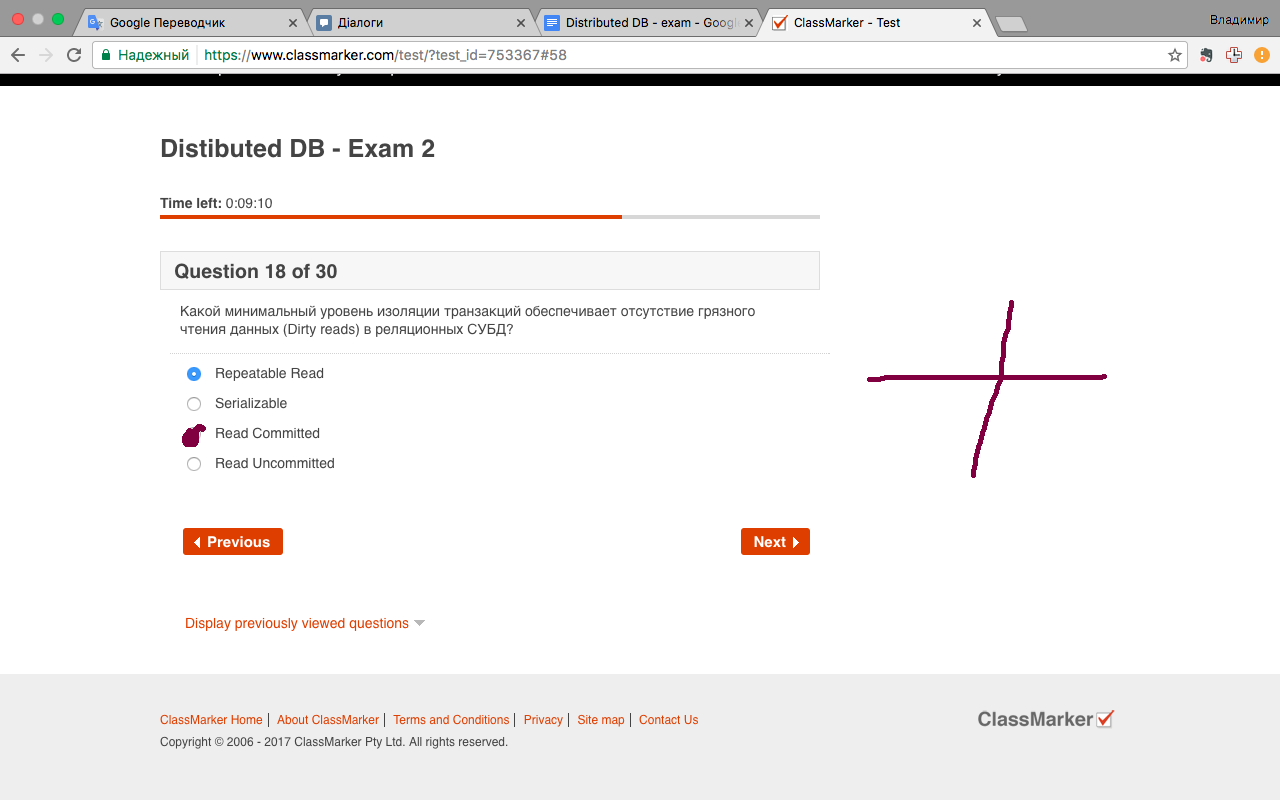 Google Переводчик
Діалоги
Distributed DB - exam - Googl
ClassMarker - Test
Владимир
Надежный
https://www.classmarker.com/test/?test_id=753367#58
Distibuted DB - Exam 2
Time left: 0:09:10
Question 18 of 30
Какой минимальный уровень изоляции транзакций обеспечивает отсутствие грязного
чтения данных (Dirty reads) в реляционных СУБД?
Repeatable Read
Serializable
Read Committed
Read Uncommitted
Previous
Next
Display previously viewed questions
ClassMarker Home | About ClassMarker | Terms and Conditions | Privacy | Site map | Contact Us
ClassMarker
Copyright © 2006 - 2017 ClassMarker Pty Ltd. All rights reserved.